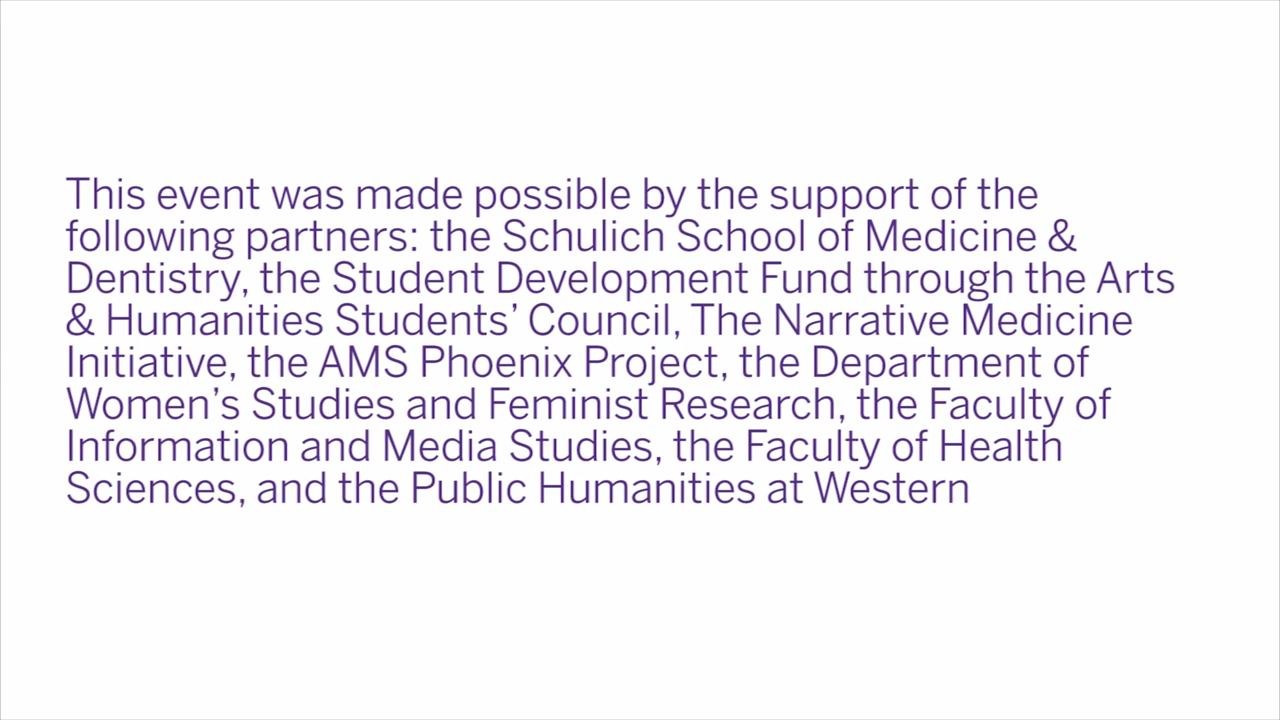 This event was made possible by the support of the
following partners: the Schulich School of Medicine &
Dentistry, the Student Development Fund through the Arts
& Humanities Students’ Council, The Narrative Medicine
Initiative, the AMS Phoenix Project, the Department of
Women’s Studies and Feminist Research, the Faculty of
Information and Media Studies, the Faculty of Health
Sciences, and the Public Humanities at Western